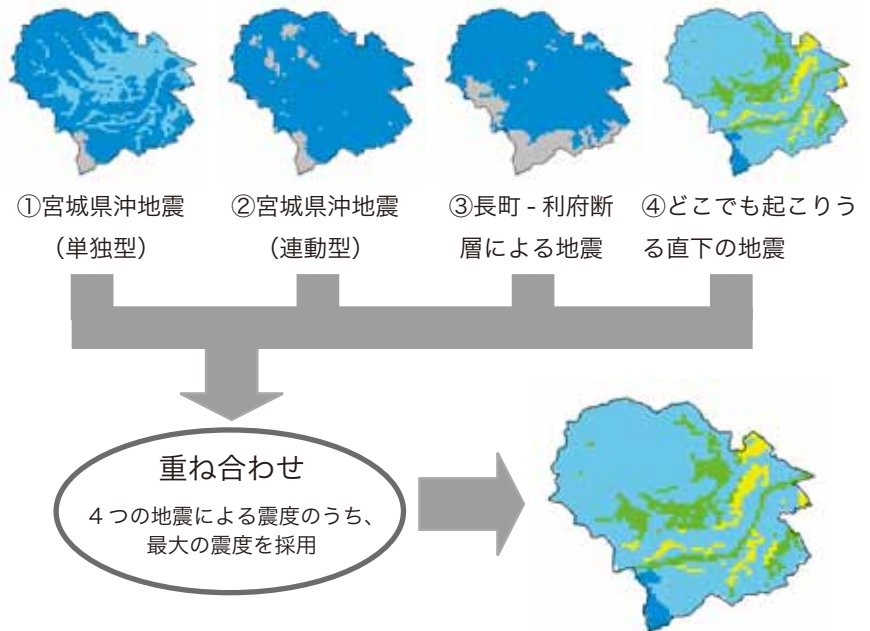 ①宮城県沖地震
（単独型）
②宮城県沖地震
（連動型）
③長町 - 利府断
層による地震
④どこでも起こりう
る直下の地震
重ね合わせ
4 つの地震による震度のうち、
最大の震度を採用